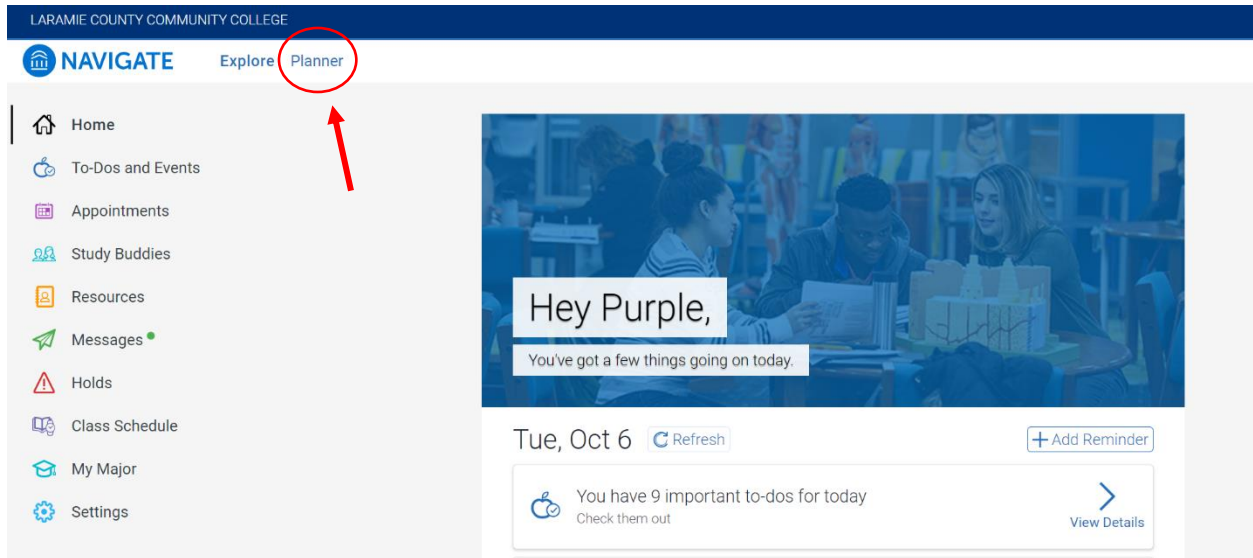 LARAMIE COUNTY COMMUNITY COLLEGE
NAVIGATE Explore Planner
Home
To-Dos and Events
Appointments
Study Buddies
Resources
Messages
Holds
Class Schedule
My Major
Settings
Hey Purple,
You've got a few things going on today.
Tue, Oct 6 Refresh + Add Reminder
You have 9 important to-dos for today
Check them out
View Details